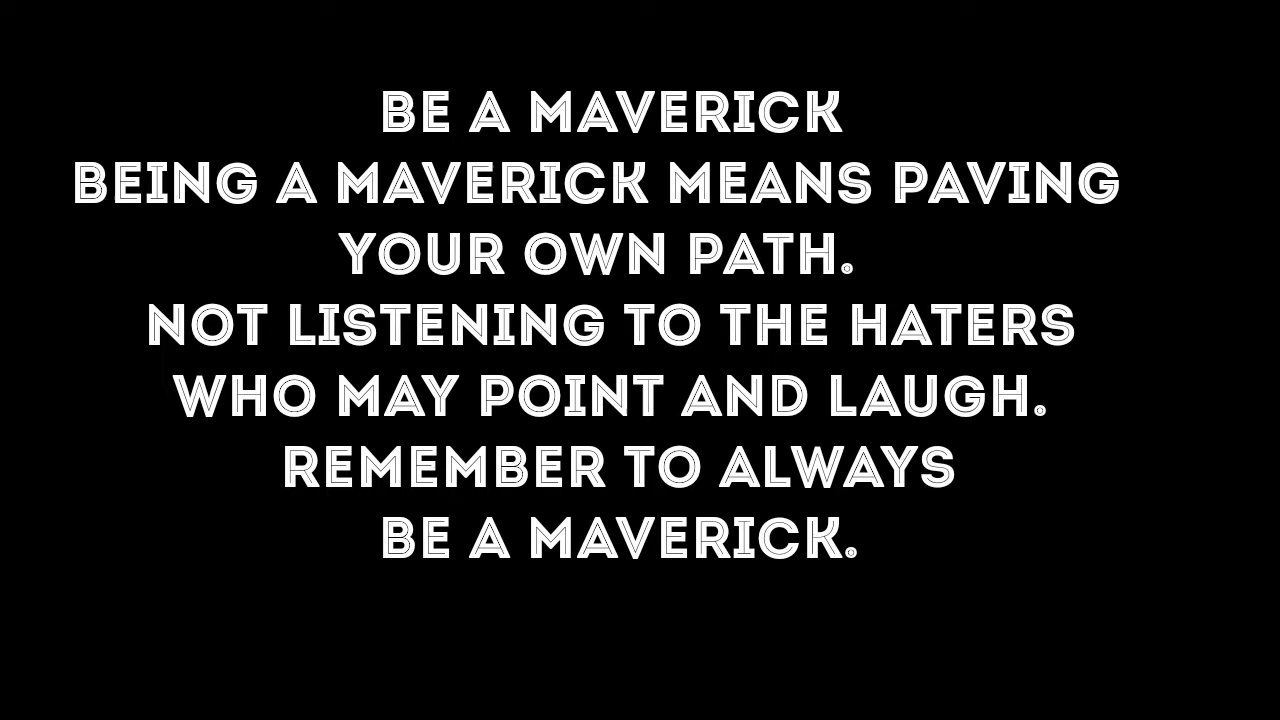 BE A MAVERICK
BEING A MAVERICK MEANS PAVING
YOUR OWN PATH.
NOT LISTENING TO THE HATERS
WHO MAY POINT AND LAUGH.
REMEMBER TO ALWAYS
BE A MAVERICK.